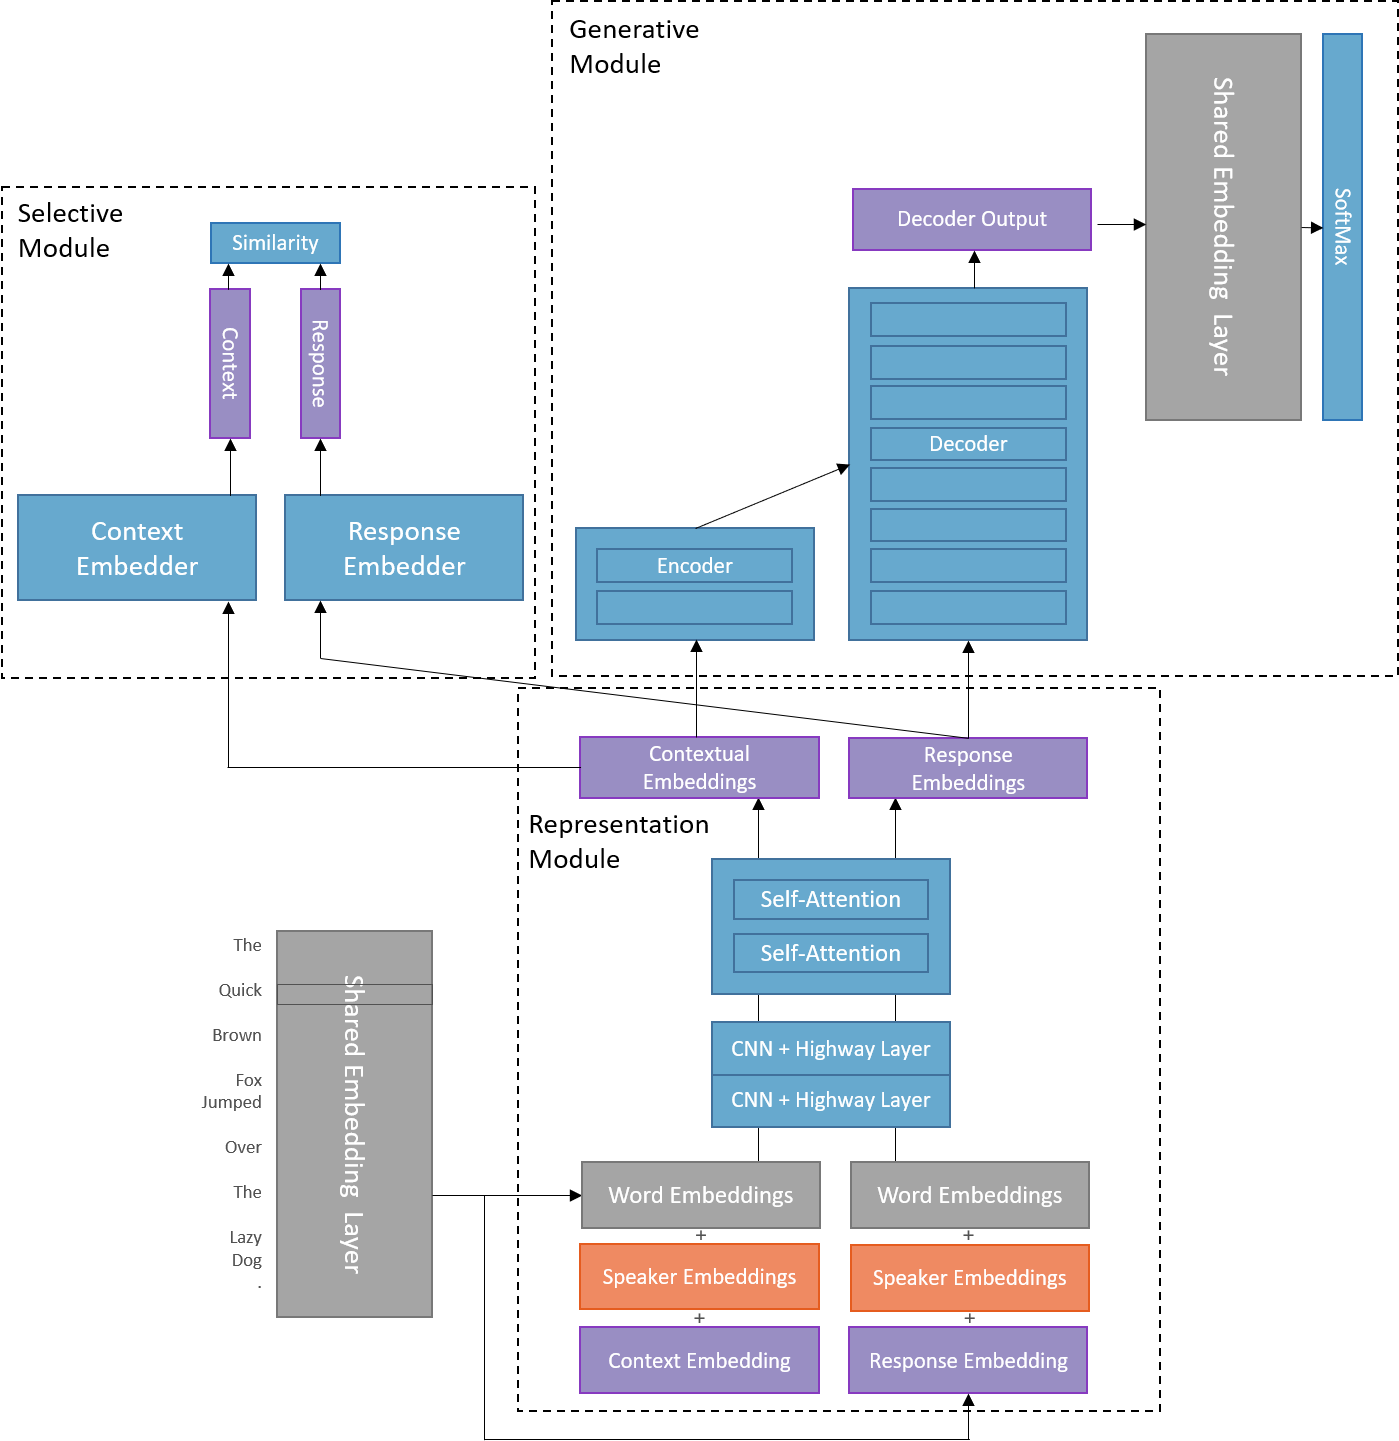 Generative
Module
Shared Embedding Layer
SoftMax
Decoder Output
Decoder
Encoder
Selective
Module
Similarity
Context
Response
Context
Embedder
Response
Embedder
Contextual
Embeddings
Response
Embeddings
Representation
Module
Self-Attention
Self-Attention
CNN + Highway Layer
CNN + Highway Layer
The
Quick
Brown
Fox
Jumped
Over
The
Lazy
Dog
.
Shared Embedding Layer
Word Embeddings
Word Embeddings
+
+
Speaker Embeddings
Speaker Embeddings
+
+
Context Embedding
Response Embedding